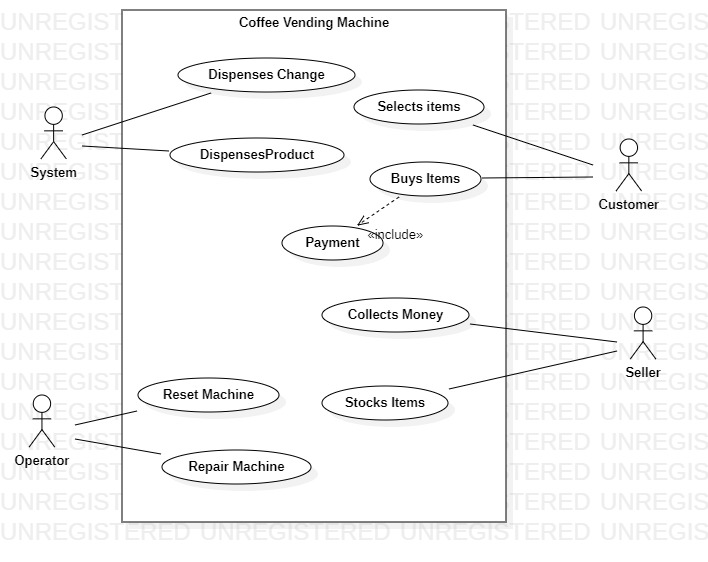 Coffee Vending Machine
Dispenses Change
Selects items
System
DispensesProduct
Buys Items
Customer
Payment
«include»
Collects Money
Seller
Reset Machine
Stocks Items
Operator
Repair Machine
UNREGISTERED UNREGISTERED UNREGISTERED UNREGIS